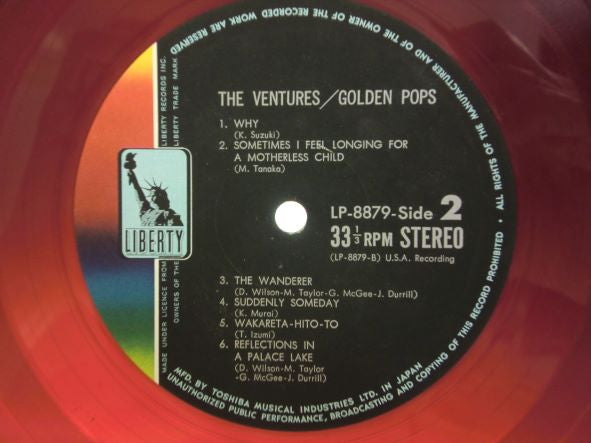 THE VENTURES/GOLDEN POPS
1. WHY
(K. Suzuki)
2. SOMETIMES I FEEL LONGING FOR
A MOTHERLESS CHILD
(M. Tanaka)
LP-8879-Side 2
33 1/3 RPM STEREO
(LP-8879-B) U.S.A. Recording
3. THE WANDERER
(D. Wilson-M. Taylor-G. McGee-J. Durrill)
4. SUDDENLY SOMEDAY
(K. Murai)
5. WAKARETA-HITO-TO
(T. Izumi)
6. REFLECTIONS IN
A PALACE LAKE
(D. Wilson-M. Taylor
-G. McGee-J. Durrill)
LIBERTY
MADE UNDER LICENCE FROM LIBERTY RECORDS INC.
OWNERS OF THE LIBERTY TRADE MARK
MFD. BY TOSHIBA MUSICAL INDUSTRIES LTD. IN JAPAN
ALL RIGHTS OF THE MANUFACTURER AND OF THE OWNER OF THE RECORDED WORK ARE RESERVED
UNAUTHORIZED PUBLIC PERFORMANCE, BROADCASTING AND COPYING OF THIS RECORD PROHIBITED